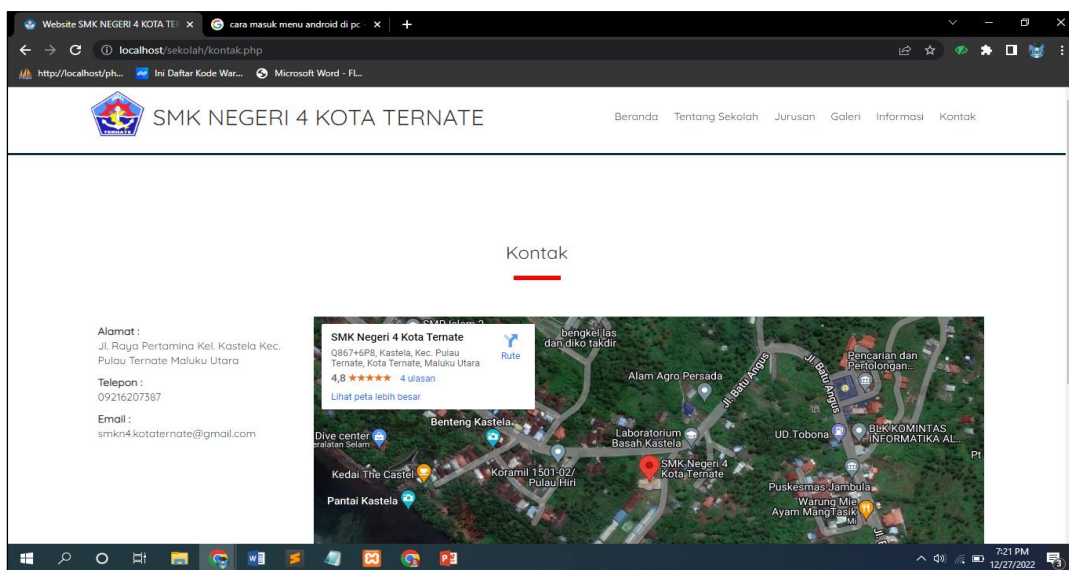 Website SMK NEGERI 4 KOTA TE
cara masuk menu android di pc
localhost/sekolah/kontak.php
http://localhost/ph...
Ini Daftar Kode War...
Microsoft Word - Fl...
TERNATE
SMK NEGERI 4 KOTA TERNATE
Beranda
Tentang Sekolah
Jurusan
Galeri
Informasi
Kontak
Kontak
Alamat :
Jl. Raya Pertamina Kel. Kastela Kec.
Pulau Ternate Maluku Utara
Telepon :
09216207387
Email :
smkn4.kotaternate@gmail.com
SMK Negeri 4 Kota Ternate
Q867+6P8, Kastela, Kec. Pulau
Ternate, Kota Ternate, Maluku Utara
4,8 ★★★★★ 4 ulasan
Lihat peta lebih besar
Rute
bengkel las
dan diko takdir
Alam Agro Persada
Jl. Batu Angus
Jl. Batu Angus
Pencarian dan
Pertolongan...
Benteng Kastela
Dive center
eralatan Selam
Laboratorium
Basah Kastela
UD.Tobona
BLK KOMINTAS
INFORMATIKA AL...
Pt
Kedai The Castel
Koramil 1501-02/
Pulau Hiri
SMK Negeri 4
Kota Ternate
Puskesmas Jambula
Pantai Kastela
Warung Mie
Ayam MangTasik
Mi
7:21 PM
12/27/2022
3